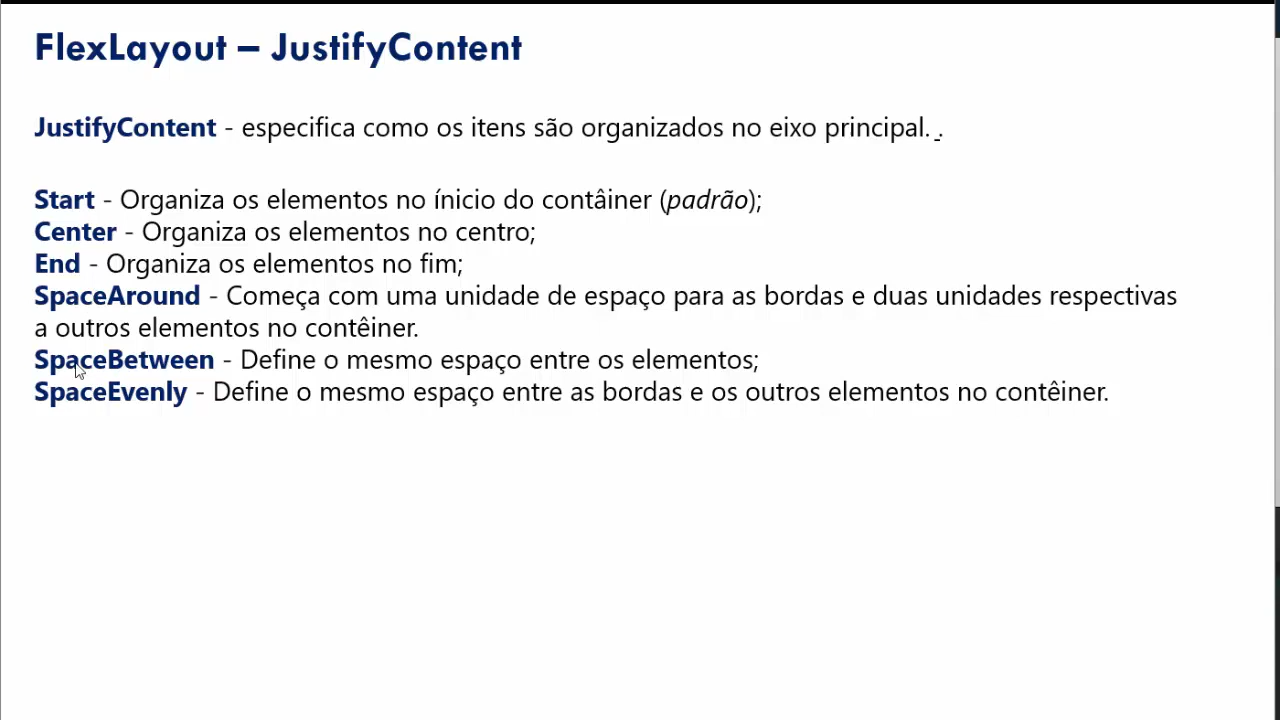 FlexLayout – JustifyContent
JustifyContent - especifica como os itens são organizados no eixo principal. .
Start - Organiza os elementos no ínicio do contâiner (padrão);
Center - Organiza os elementos no centro;
End - Organiza os elementos no fim;
SpaceAround - Começa com uma unidade de espaço para as bordas e duas unidades respectivas
a outros elementos no contêiner.
SpaceBetween - Define o mesmo espaço entre os elementos;
SpaceEvenly - Define o mesmo espaço entre as bordas e os outros elementos no contêiner.